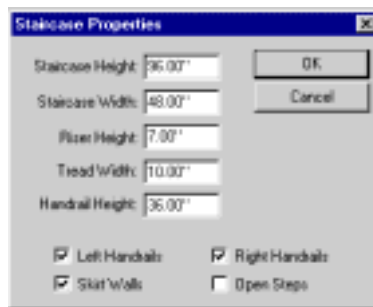 Staircase Properties
Staircase Height: 96.00"
OK
Staircase Width: 48.00"
Cancel
Riser Height: 7.00"
Tread Width: 10.00"
Handrail Height: 36.00"
Left Handrails
Right Handrails
Skirt Walls
Open Steps